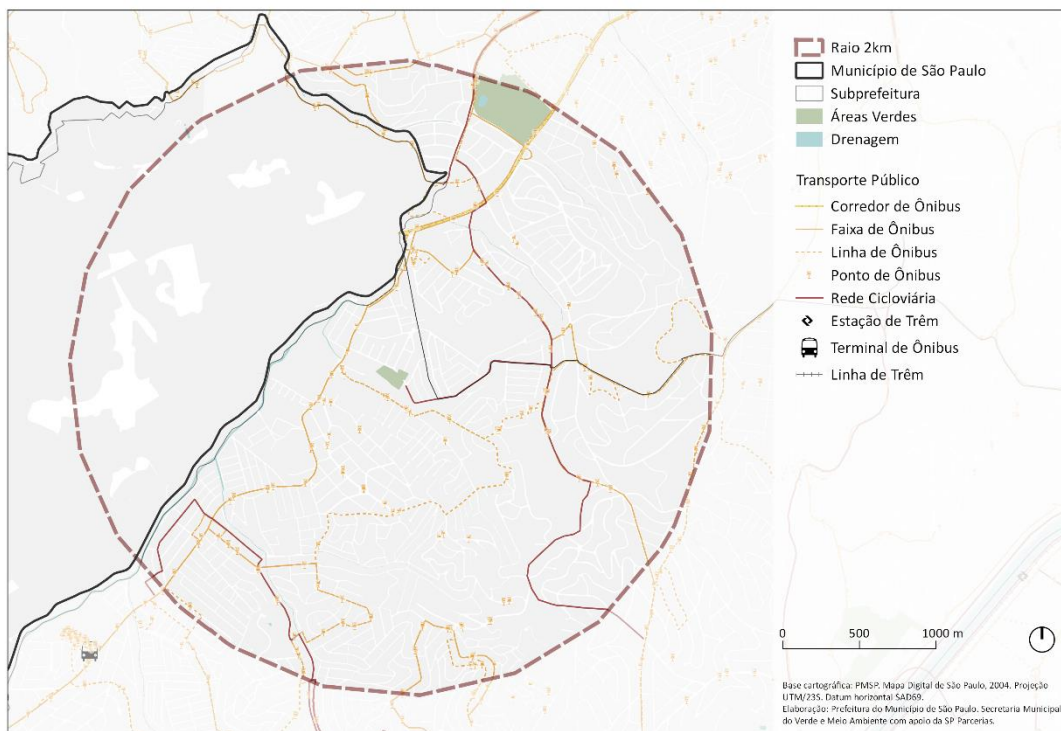 Raio 2km
Município de São Paulo
Subprefeitura
Áreas Verdes
Drenagem
Transporte Público
Corredor de Ônibus
Faixa de Ônibus
Linha de Ônibus
Ponto de Ônibus
Rede Cicloviária
Estação de Trêm
Terminal de Ônibus
Linha de Trêm
0 500 1000 m
Base cartográfica: PMSP. Mapa Digital de São Paulo, 2004. Projeção
UTM/23S. Datum horizontal SAD69.
Elaboração: Prefeitura do Município de São Paulo. Secretaria Municipal
do Verde e Meio Ambiente com apoio da SP Parcerias.